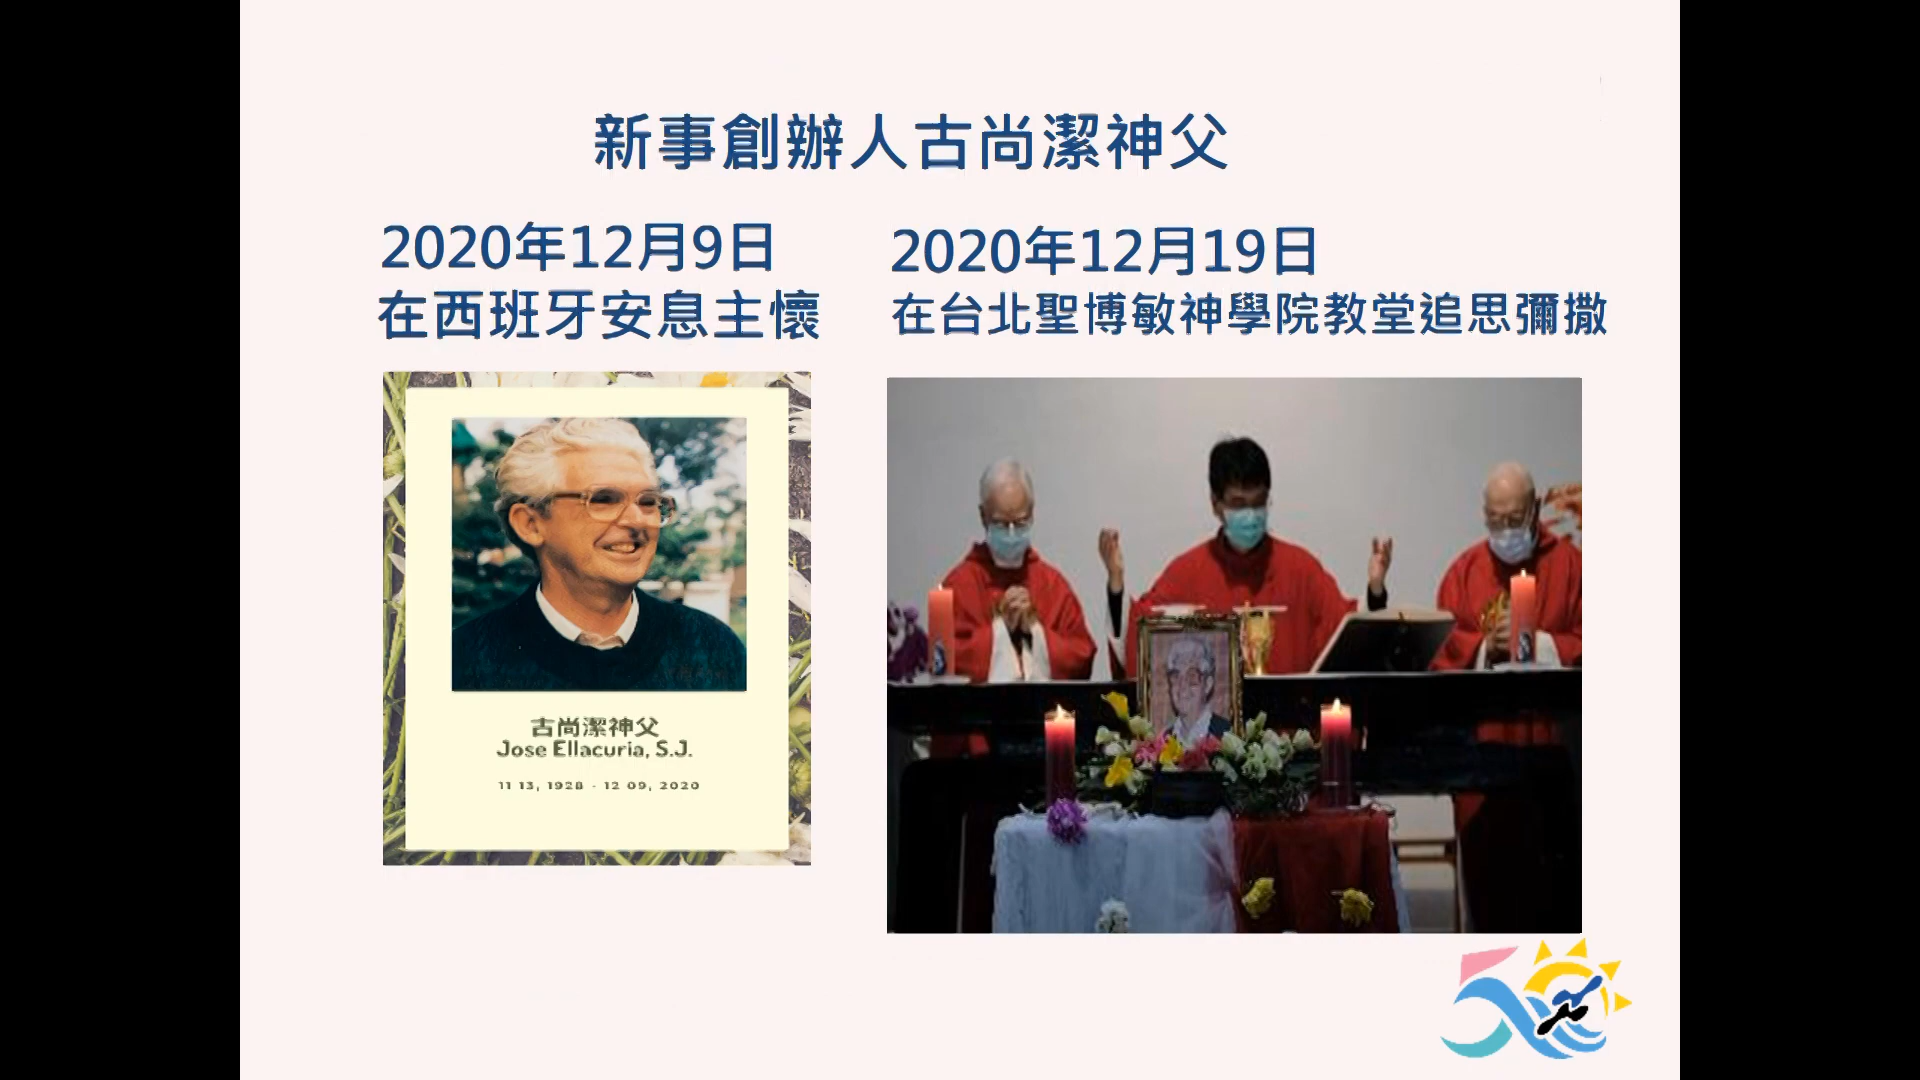 新事創辦人古尚潔神父
2020年12月9日
在西班牙安息主懷
2020年12月19日
在台北聖博敏神學院教堂追思彌撒
古尚潔神父
Jose Ellacuria, S.J.
11 13, 1928 - 12 09, 2020
50